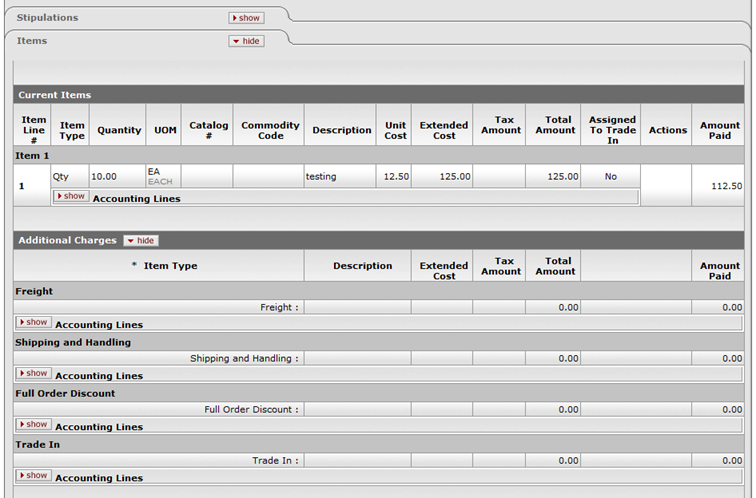 Stipulations show
Items hide
Current Items
Item Line # Item Type Quantity UOM Catalog # Commodity Code Description Unit Cost Extended Cost Tax Amount Total Amount Assigned To Trade In Actions Amount Paid
Item 1
1 Qty 10.00 EA EACH testing 12.50 125.00 125.00 No 112.50
show Accounting Lines
Additional Charges hide
* Item Type Description Extended Cost Tax Amount Total Amount Amount Paid
Freight
Freight : 0.00 0.00
show Accounting Lines
Shipping and Handling
Shipping and Handling : 0.00 0.00
show Accounting Lines
Full Order Discount
Full Order Discount : 0.00 0.00
show Accounting Lines
Trade In
Trade In : 0.00 0.00
show Accounting Lines